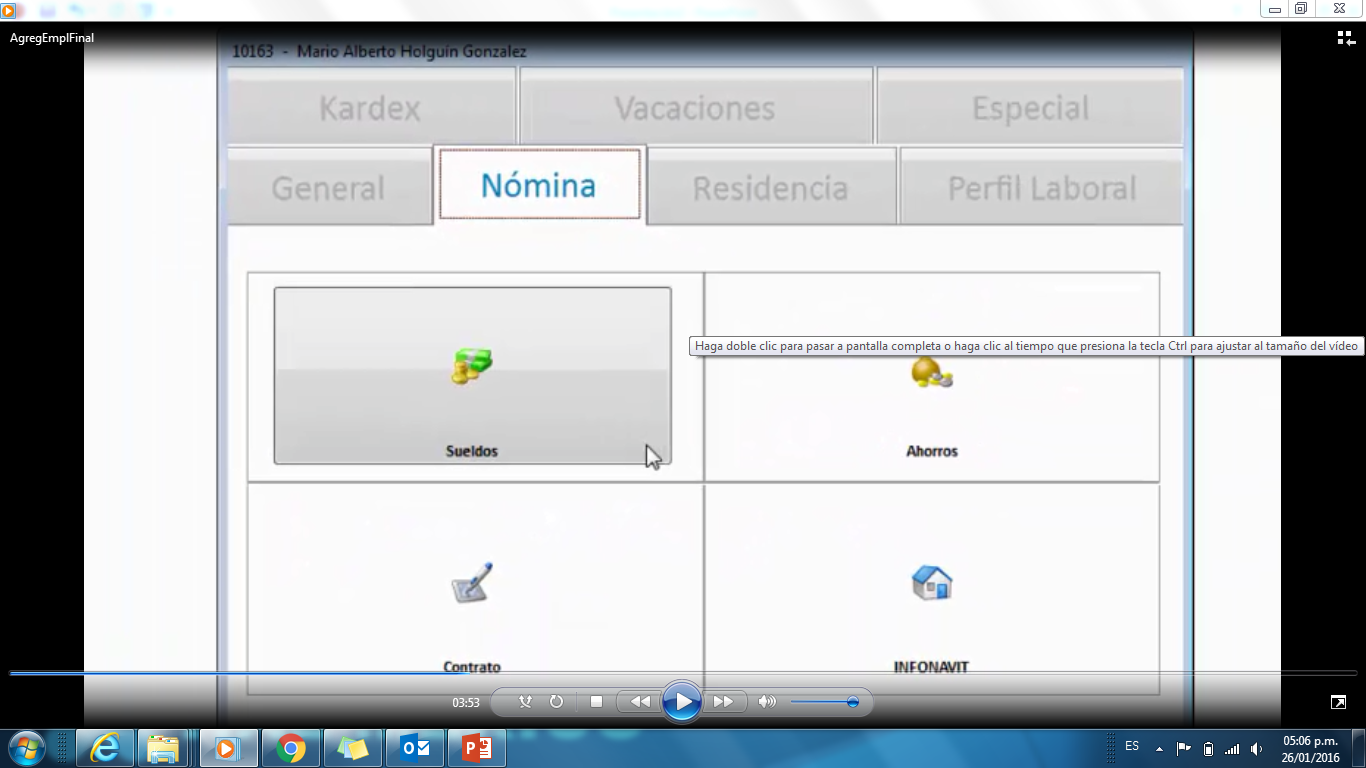 AgregEmplFinal
10163 - Mario Alberto Holguín Gonzalez
Kardex
Vacaciones
Especial
General
Nómina
Residencia
Perfil Laboral
Haga doble clic para pasar a pantalla completa o haga clic al tiempo que presiona la tecla Ctrl para ajustar al tamaño del vídeo
Sueldos
Ahorros
Contrato
INFONAVIT
03:53
ES
05:06 p.m.
26/01/2016